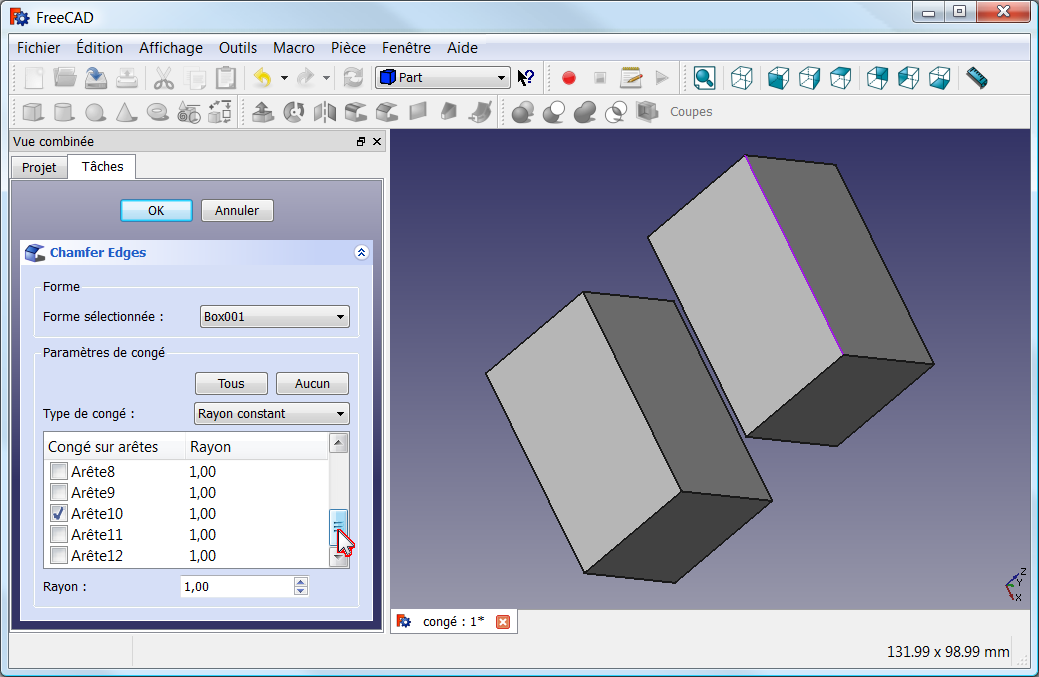 FreeCAD
Fichier Édition Affichage Outils Macro Pièce Fenêtre Aide
Part
Coupes
Vue combinée
Projet Tâches
OK Annuler
Chamfer Edges
Forme
Forme sélectionnée : Box001
Paramètres de congé
Tous Aucun
Type de congé : Rayon constant
Congé sur arêtes Rayon
Arête8 1,00
Arête9 1,00
Arête10 1,00
Arête11 1,00
Arête12 1,00
Rayon : 1,00
Z
Y
X
congé : 1*
131.99 x 98.99 mm